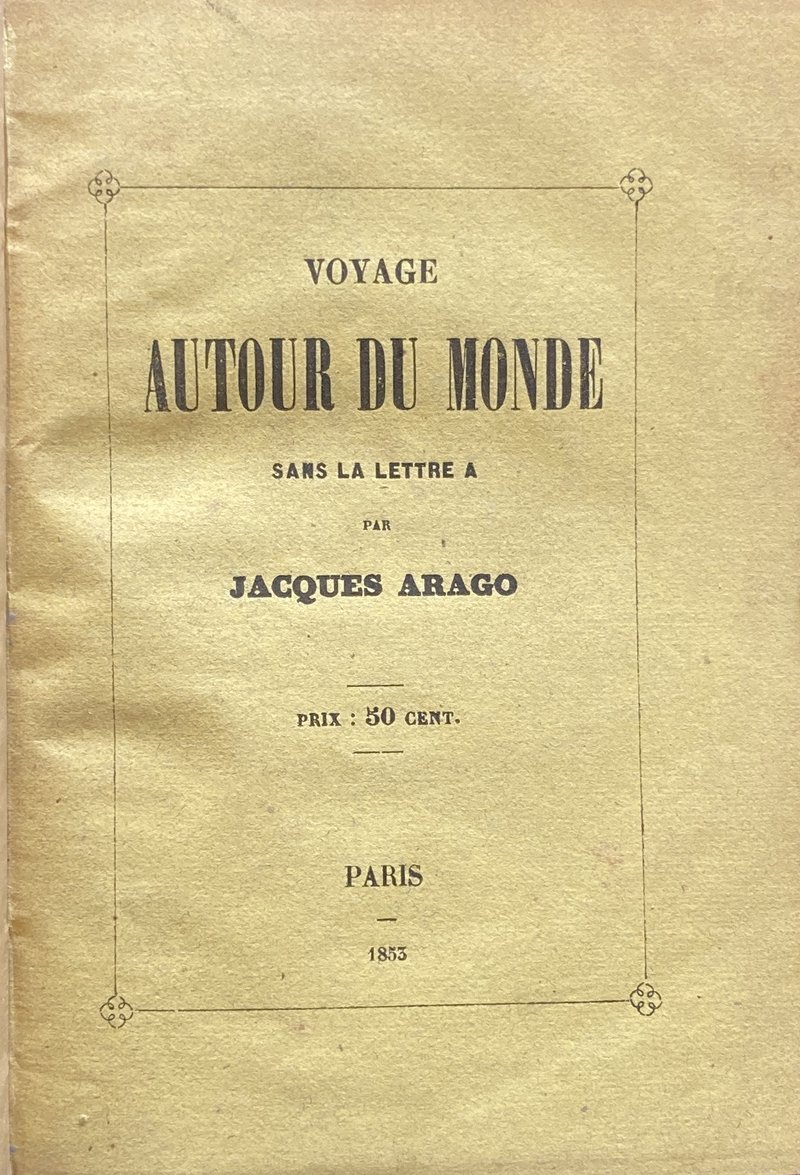 VOYAGE
AUTOUR DU MONDE
SANS LA LETTRE A
PAR
JACQUES ARAGO
PRIX : 50 CENT.
PARIS
1853